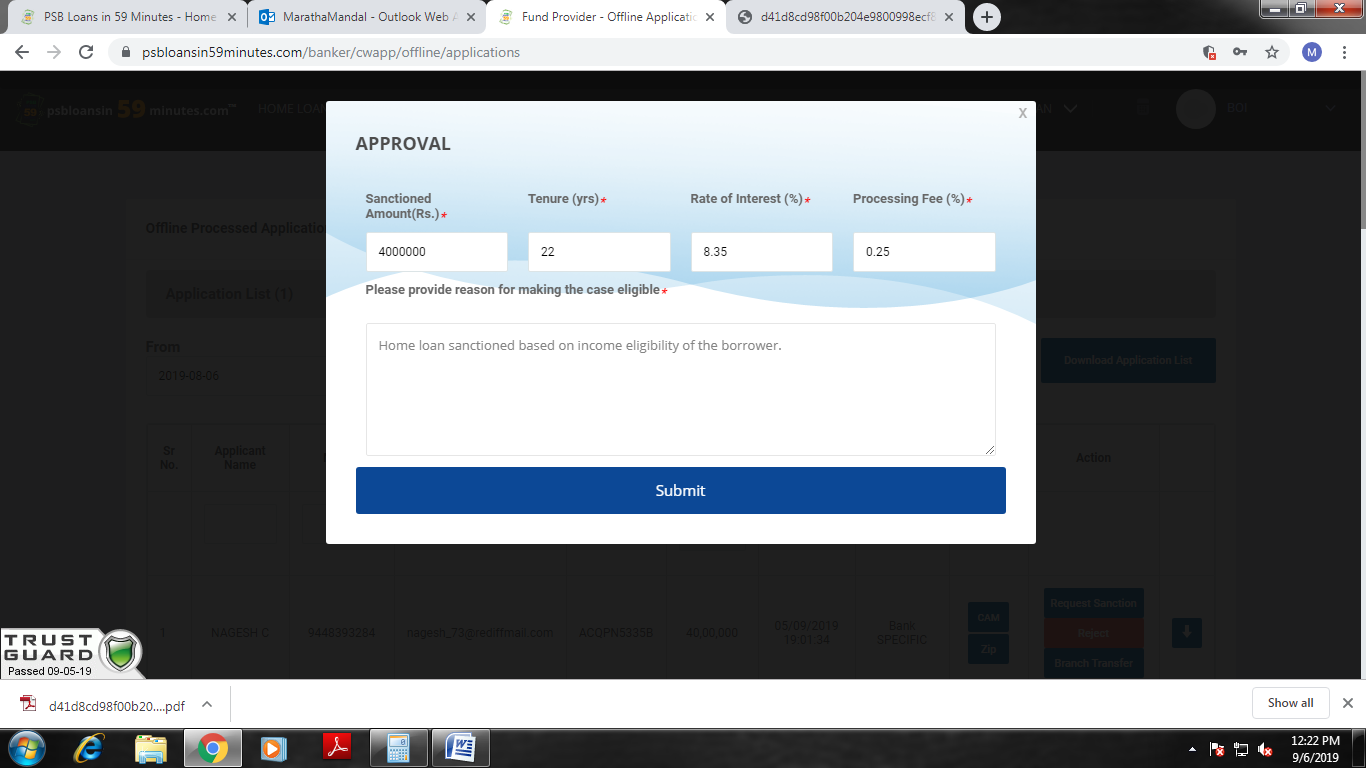 PSB Loans in 59 Minutes - Home
MarathaMandal - Outlook Web A
Fund Provider - Offline Applicatio
d41d8cd98f00b204e9800998ecf8
psbloansin59minutes.com/banker/cwapp/offline/applications
M
psbloansin 59 minutes.com™
HOME LOAN
BOI
X
APPROVAL
Sanctioned Amount(Rs.)* Tenure (yrs)* Rate of Interest (%)* Processing Fee (%)*
4000000 22 8.35 0.25
Please provide reason for making the case eligible*
Home loan sanctioned based on income eligibility of the borrower.
Submit
Offline Processed Application
Application List (1)
From
2019-08-06
Download Application List
Sr No. Applicant Name Action
1 NAGESH C 9448393284 nagesh_73@rediffmail.com ACQPN5335B 40,00,000 05/09/2019 19:01:34 Bank SPECIFIC
CAM
Zip
Request Sanction
Reject
Branch Transfer
TRUST
GUARD
Passed 09-05-19
d41d8cd98f00b20....pdf
Show all
12:22 PM
9/6/2019